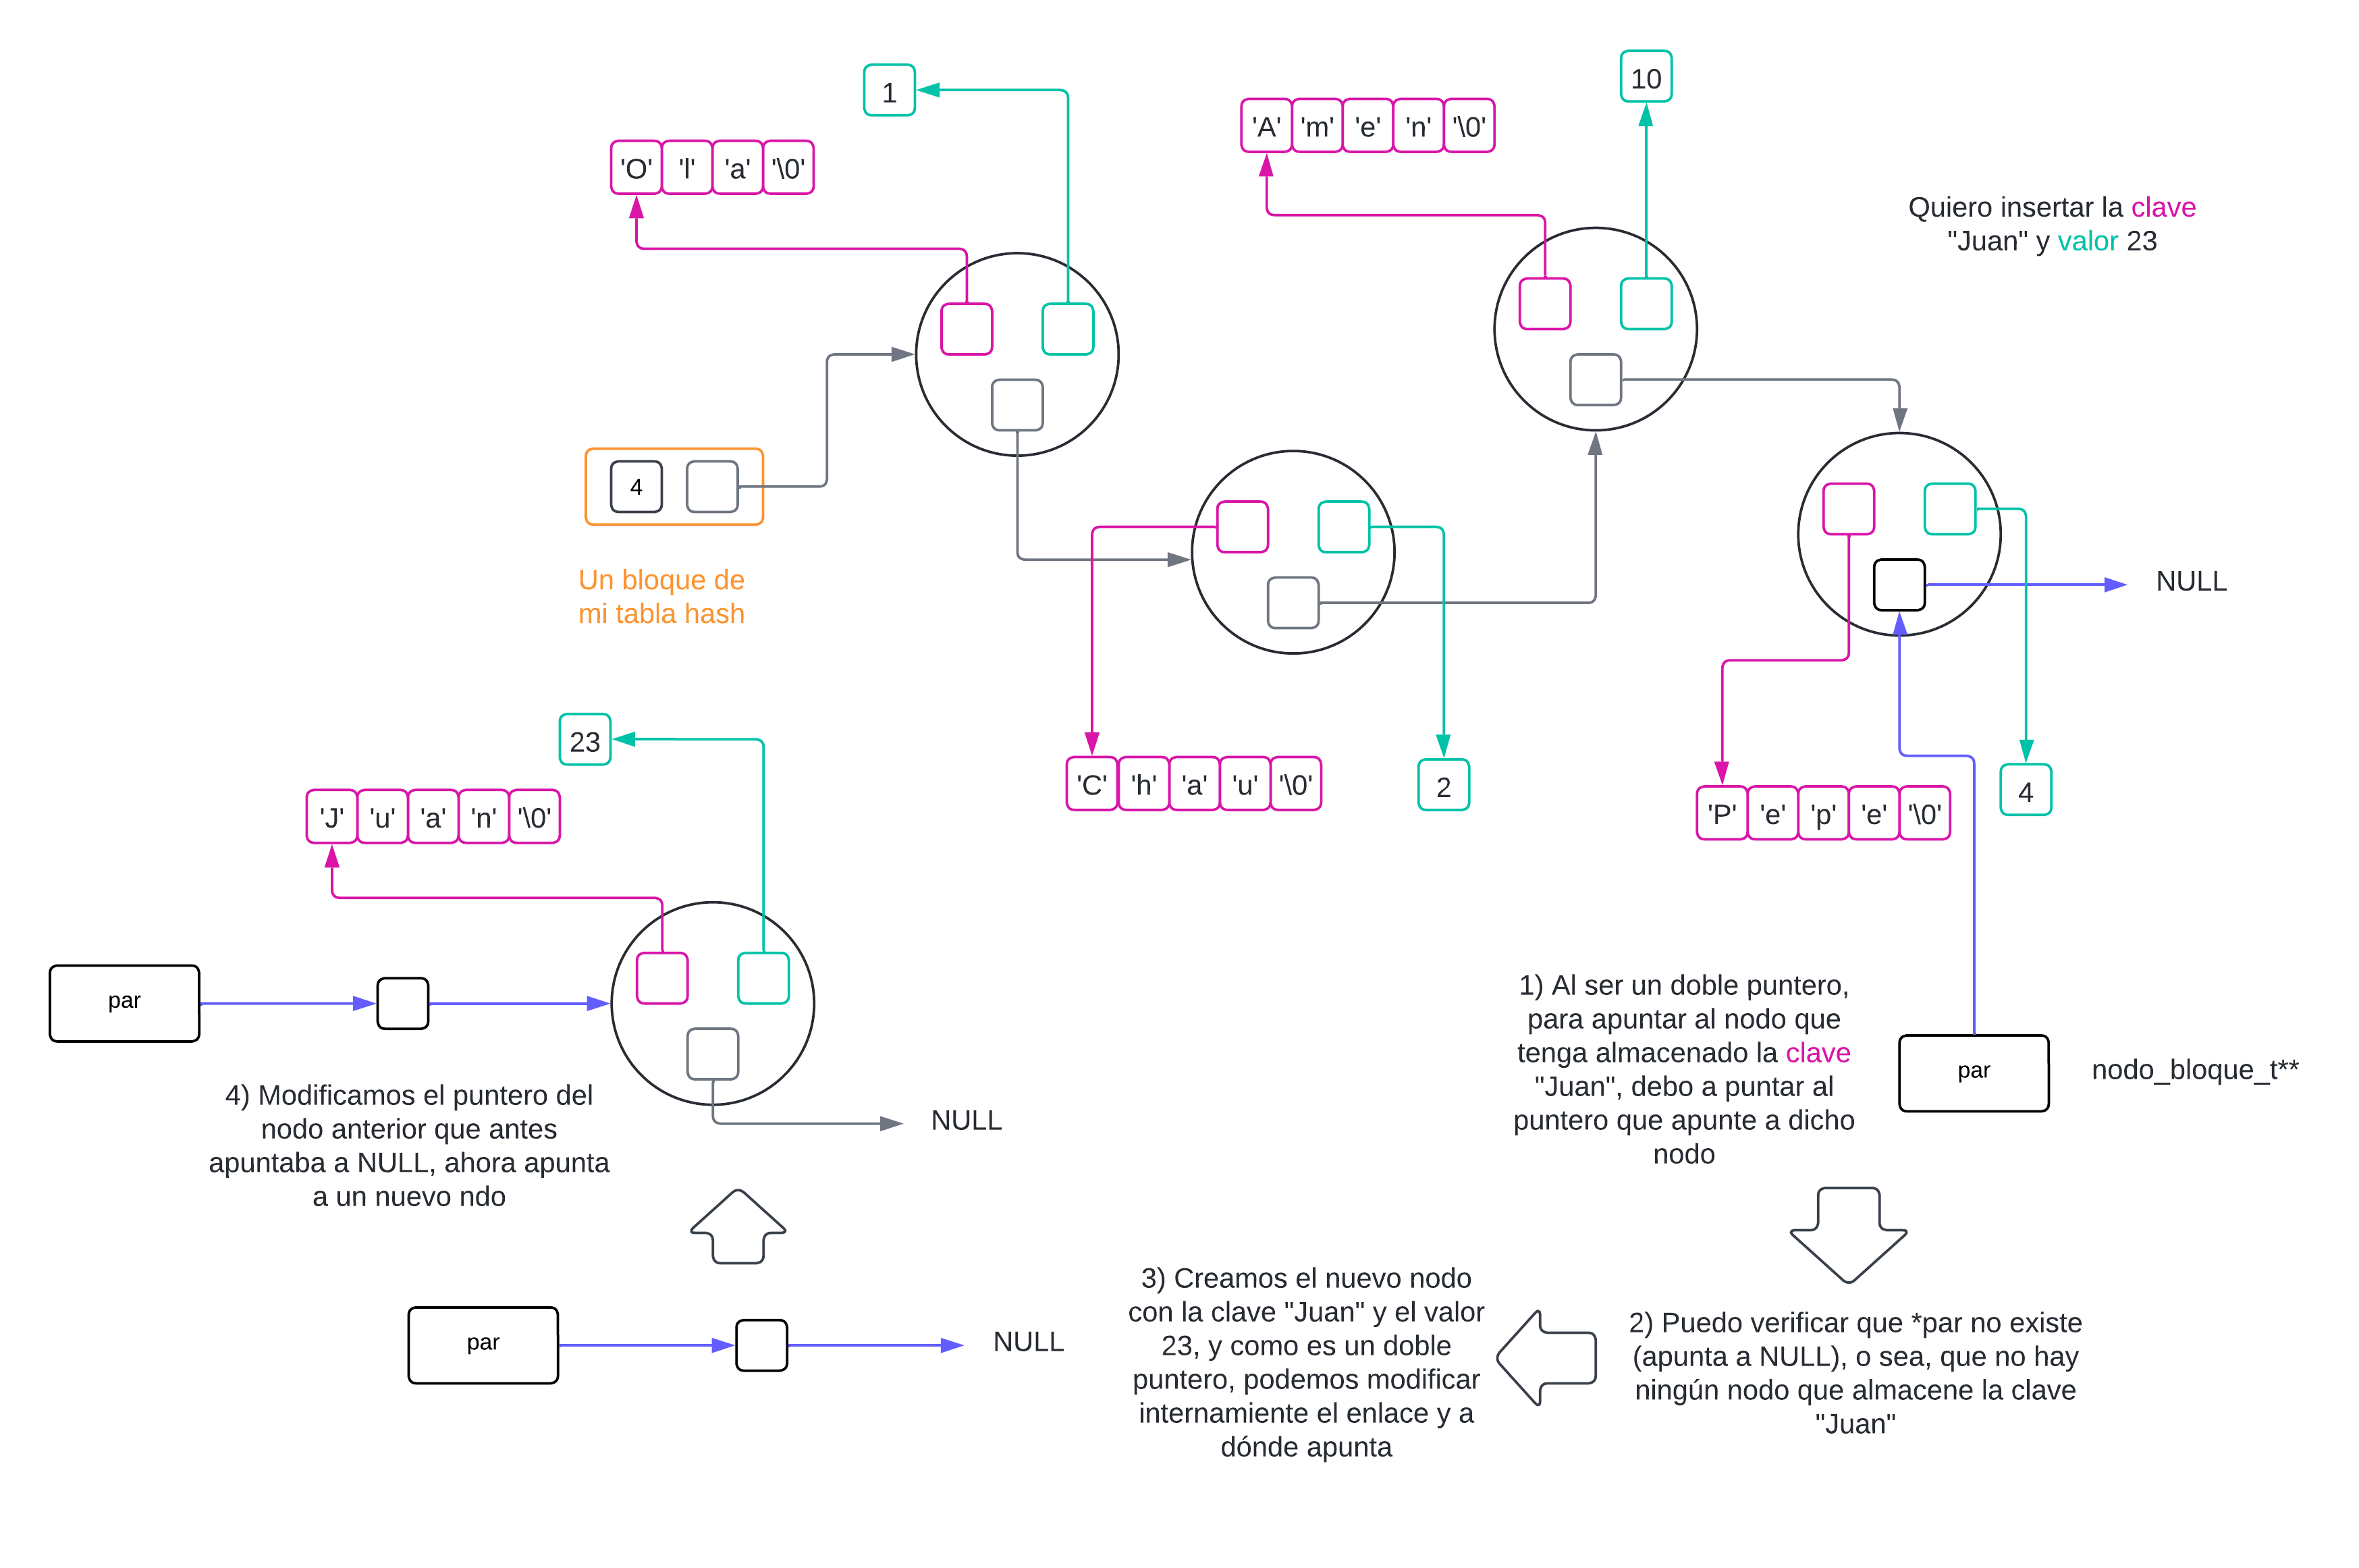 1
10
'A' 'm' 'e' 'n' '\0'
'O' 'l' 'a' '\0'
Quiero insertar la clave
"Juan" y valor 23
4
Un bloque de
mi tabla hash
NULL
23
'J' 'u' 'a' 'n' '\0'
'C' 'h' 'a' 'u' '\0'
2
'P' 'e' 'p' 'e' '\0'
4
par
4) Modificamos el puntero del
nodo anterior que antes
apuntaba a NULL, ahora apunta
a un nuevo ndo
NULL
1) Al ser un doble puntero,
para apuntar al nodo que
tenga almacenado la clave
"Juan", debo a puntar al
puntero que apunte a dicho
nodo
par
nodo_bloque_t**
par
NULL
3) Creamos el nuevo nodo
con la clave "Juan" y el valor
23, y como es un doble
puntero, podemos modificar
internamiente el enlace y a
dónde apunta
2) Puedo verificar que *par no existe
(apunta a NULL), o sea, que no hay
ningún nodo que almacene la clave
"Juan"